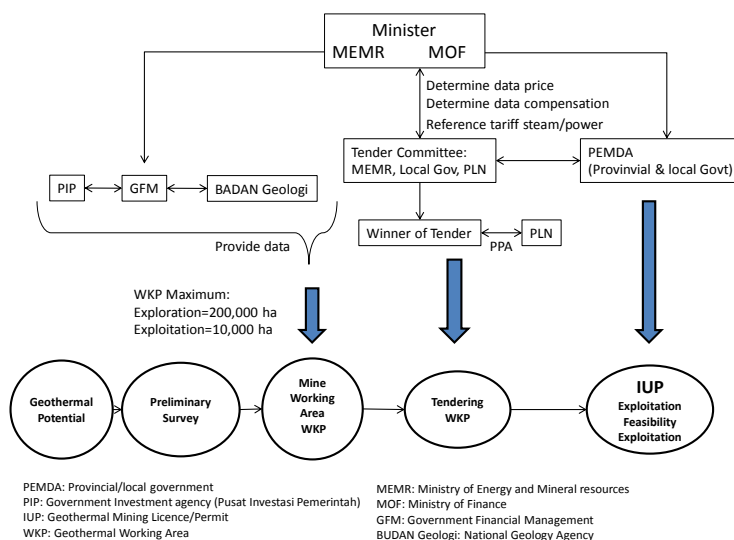 Minister
MEMR MOF
Determine data price
Determine data compensation
Reference tariff steam/power
Tender Committee:
MEMR, Local Gov, PLN
PEMDA
(Provinvial & local Govt)
PIP
GFM
BADAN Geologi
Provide data
Winner of Tender
PPA
PLN
WKP Maximum:
Exploration=200,000 ha
Exploitation=10,000 ha
Geothermal
Potential
Preliminary
Survey
Mine
Working
Area
WKP
Tendering
WKP
IUP
Exploitation
Feasibility
Exploitation
PEMDA: Provincial/local government
PIP: Government Investment agency (Pusat Investasi Pemerintah)
IUP: Geothermal Mining Licence/Permit
WKP: Geothermal Working Area
MEMR: Ministry of Energy and Mineral resources
MOF: Ministry of Finance
GFM: Government Financial Management
BUDAN Geologi: National Geology Agency